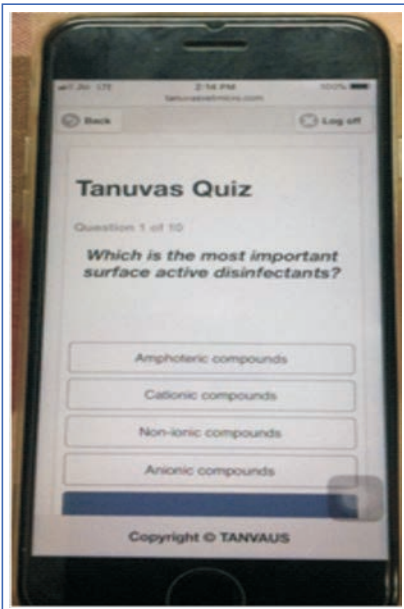 2:14 PM
100%
Back
Log off
Tanuvas Quiz
Question 1 of 10
Which is the most important
surface active disinfectants?
Amphoteric compounds
Cationic compounds
Non-ionic compounds
Anionic compounds
Copyright © TANVAUS